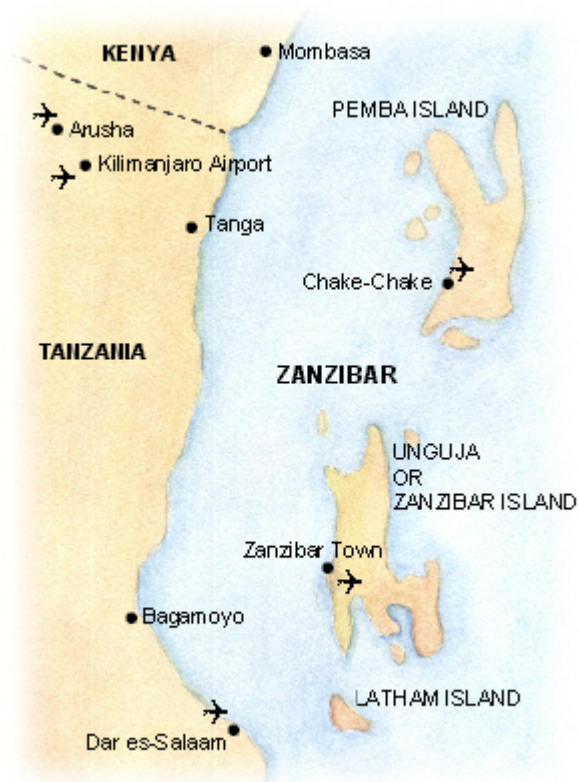 KENYA
Mombasa
PEMBA ISLAND
Arusha
Kilimanjaro Airport
Tanga
Chake-Chake
TANZANIA
ZANZIBAR
UNGUJA
OR
ZANZIBAR ISLAND
Zanzibar Town
Bagamoyo
LATHAM ISLAND
Dar es-Salaam